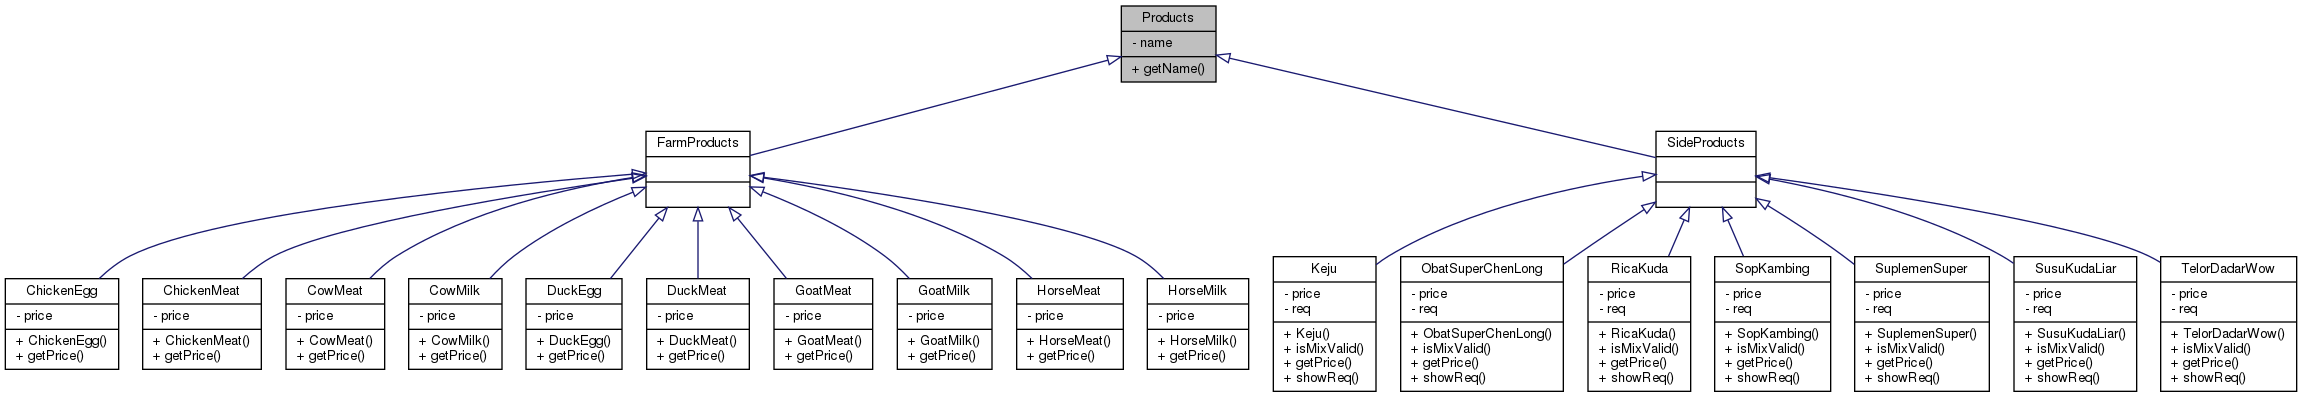 Products
- name
+ getName()
FarmProducts
SideProducts
ChickenEgg
- price
+ ChickenEgg()
+ getPrice()
ChickenMeat
- price
+ ChickenMeat()
+ getPrice()
CowMeat
- price
+ CowMeat()
+ getPrice()
CowMilk
- price
+ CowMilk()
+ getPrice()
DuckEgg
- price
+ DuckEgg()
+ getPrice()
DuckMeat
- price
+ DuckMeat()
+ getPrice()
GoatMeat
- price
+ GoatMeat()
+ getPrice()
GoatMilk
- price
+ GoatMilk()
+ getPrice()
HorseMeat
- price
+ HorseMeat()
+ getPrice()
HorseMilk
- price
+ HorseMilk()
+ getPrice()
Keju
- price
- req
+ Keju()
+ isMixValid()
+ getPrice()
+ showReq()
ObatSuperChenLong
- price
- req
+ ObatSuperChenLong()
+ isMixValid()
+ getPrice()
+ showReq()
RicaKuda
- price
- req
+ RicaKuda()
+ isMixValid()
+ getPrice()
+ showReq()
SopKambing
- price
- req
+ SopKambing()
+ isMixValid()
+ getPrice()
+ showReq()
SuplemenSuper
- price
- req
+ SuplemenSuper()
+ isMixValid()
+ getPrice()
+ showReq()
SusuKudaLiar
- price
- req
+ SusuKudaLiar()
+ isMixValid()
+ getPrice()
+ showReq()
TelorDadarWow
- price
- req
+ TelorDadarWow()
+ isMixValid()
+ getPrice()
+ showReq()